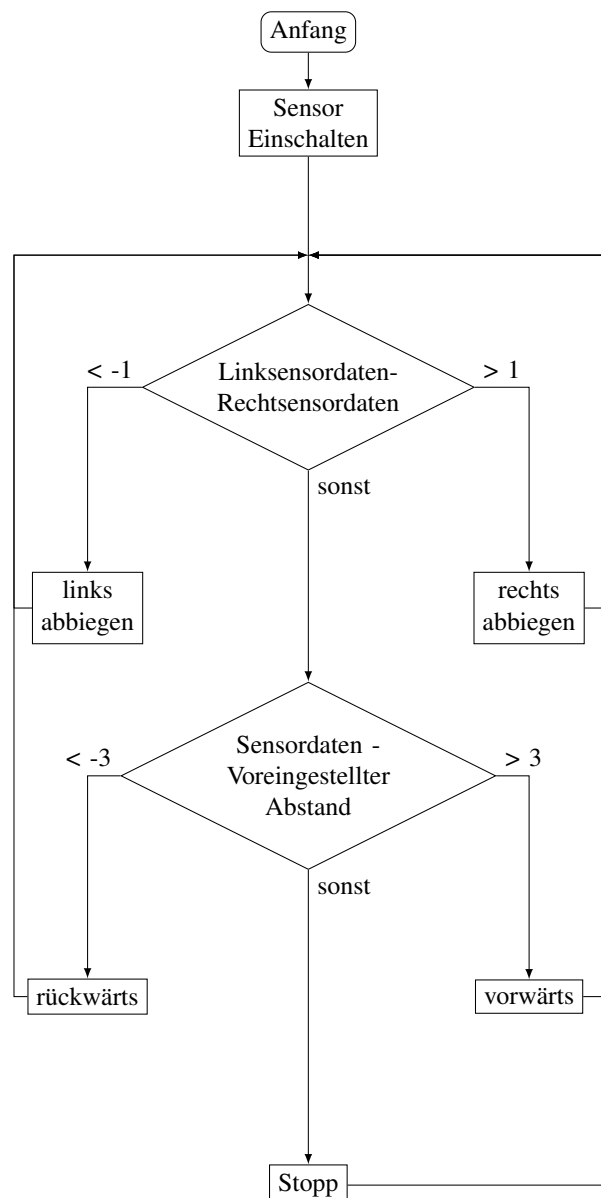 Anfang
Sensor
Einschalten
< -1
Linksensordaten-
Rechtsensordaten
> 1
sonst
links
abbiegen
rechts
abbiegen
< -3
Sensordaten -
Voreingestellter
Abstand
> 3
sonst
rückwärts
vorwärts
Stopp